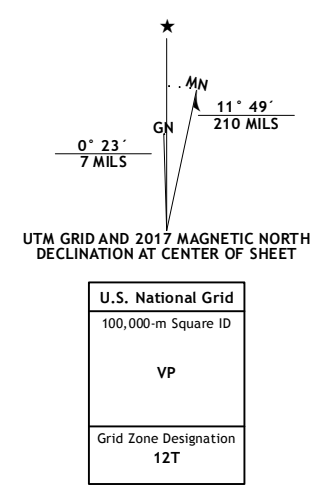 ★
MN
11° 49´
210 MILS
GN
0° 23´
7 MILS
UTM GRID AND 2017 MAGNETIC NORTH
DECLINATION AT CENTER OF SHEET
U.S. National Grid
100,000-m Square ID
VP
Grid Zone Designation
12T